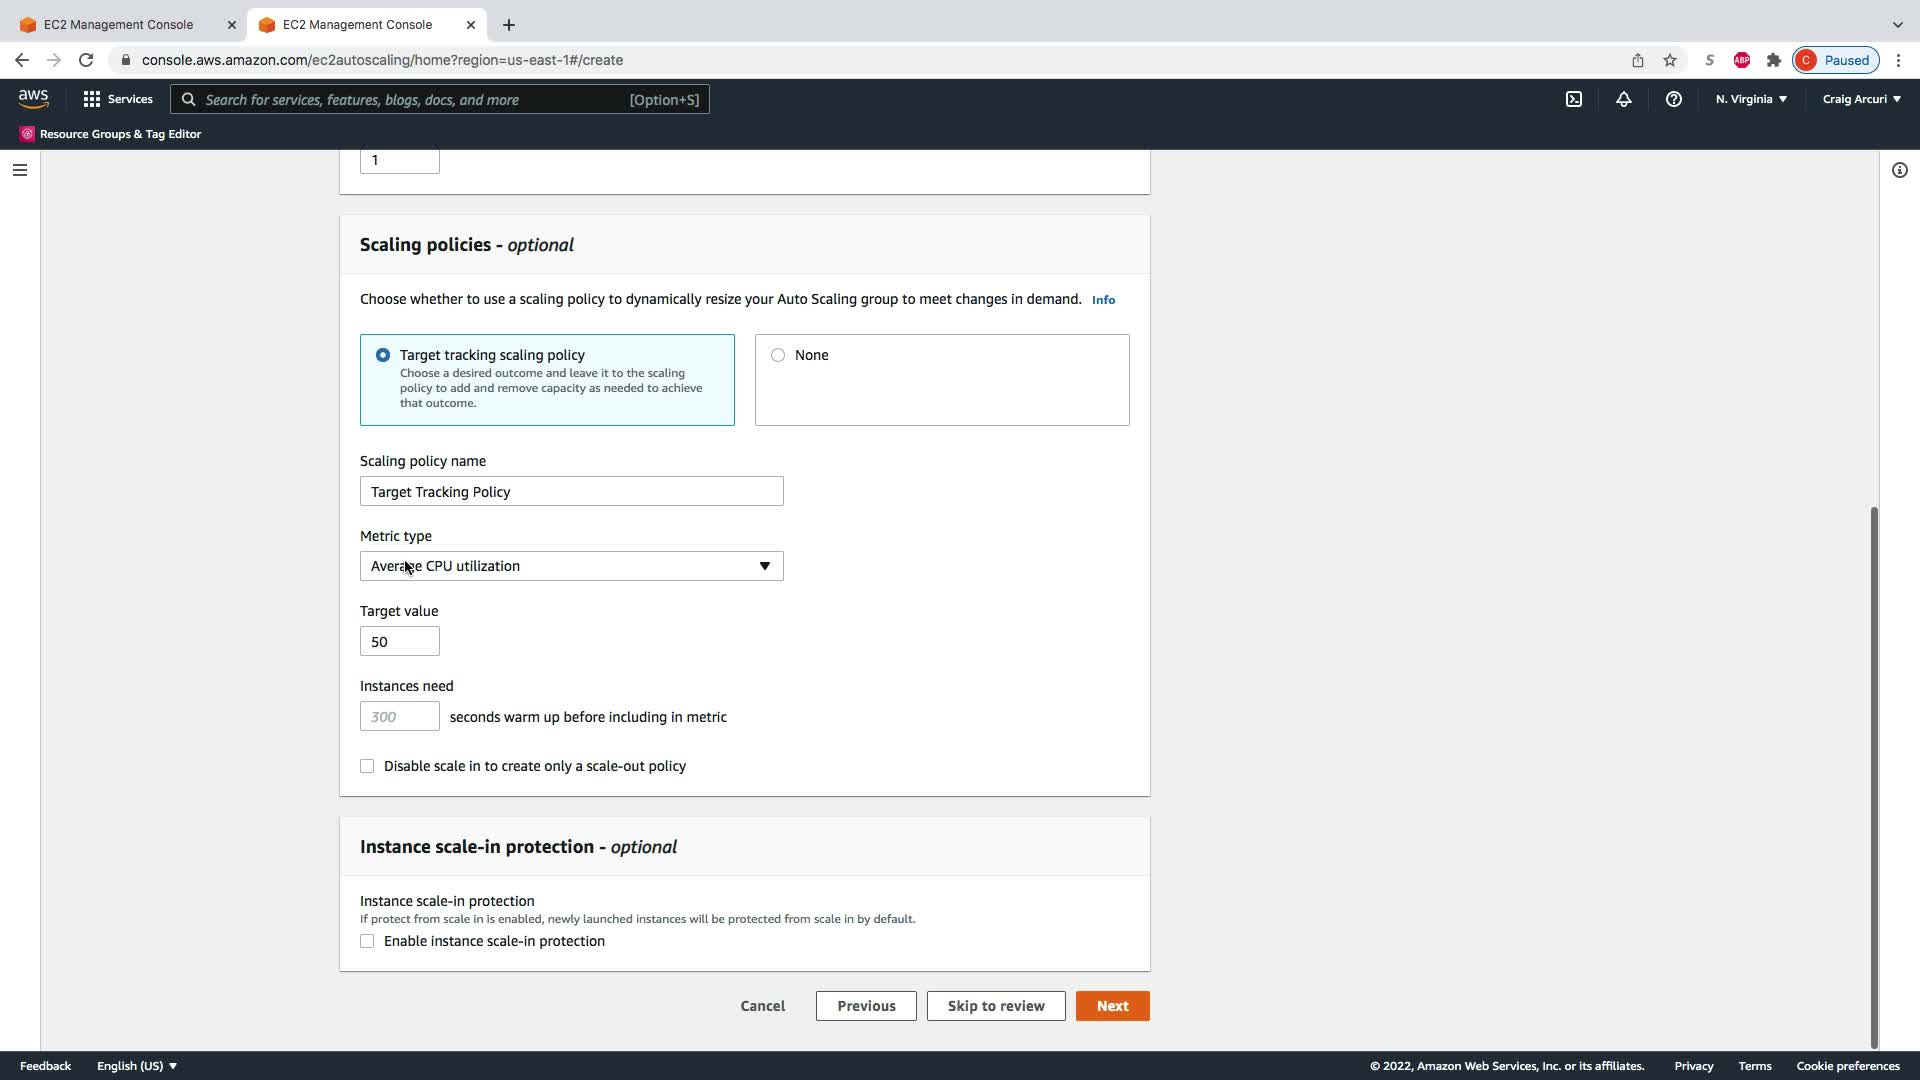 EC2 Management Console
EC2 Management Console
console.aws.amazon.com/ec2autoscaling/home?region=us-east-1#/create
S
ABP
C Paused
aws
Services
Search for services, features, blogs, docs, and more [Option+S]
N. Virginia
Craig Arcuri
Resource Groups & Tag Editor
1
Scaling policies - optional
Choose whether to use a scaling policy to dynamically resize your Auto Scaling group to meet changes in demand. Info
Target tracking scaling policy
Choose a desired outcome and leave it to the scaling
policy to add and remove capacity as needed to achieve
that outcome.
None
Scaling policy name
Target Tracking Policy
Metric type
Average CPU utilization
Target value
50
Instances need
300 seconds warm up before including in metric
Disable scale in to create only a scale-out policy
Instance scale-in protection - optional
Instance scale-in protection
If protect from scale in is enabled, newly launched instances will be protected from scale in by default.
Enable instance scale-in protection
Cancel Previous Skip to review Next
Feedback English (US) © 2022, Amazon Web Services, Inc. or its affiliates. Privacy Terms Cookie preferences